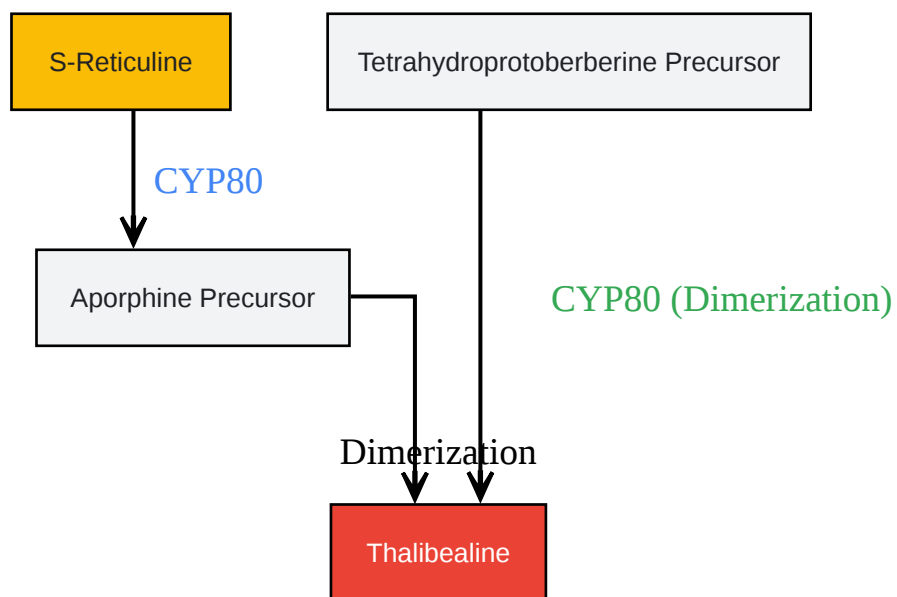 S-Reticuline
Tetrahydroprotoberberine Precursor
CYP80
Aporphine Precursor
CYP80 (Dimerization)
Dimerization
Thalibealine